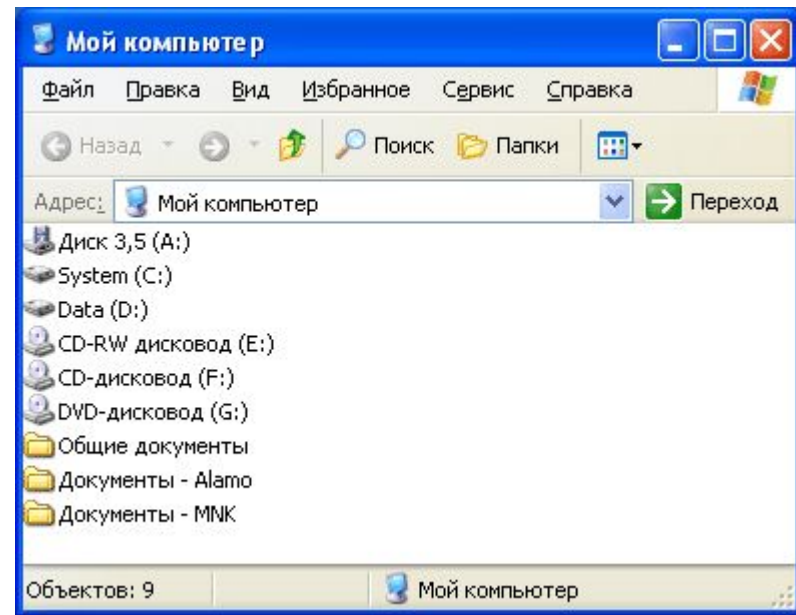 Мой компьютер
Файл Правка Вид Избранное Сервис Справка
Назад Поиск Папки
Адрес: Мой компьютер Переход
Диск 3,5 (A:)
System (C:)
Data (D:)
CD-RW дисковод (E:)
CD-дисковод (F:)
DVD-дисковод (G:)
Общие документы
Документы - Alamo
Документы - MNK
Объектов: 9 Мой компьютер